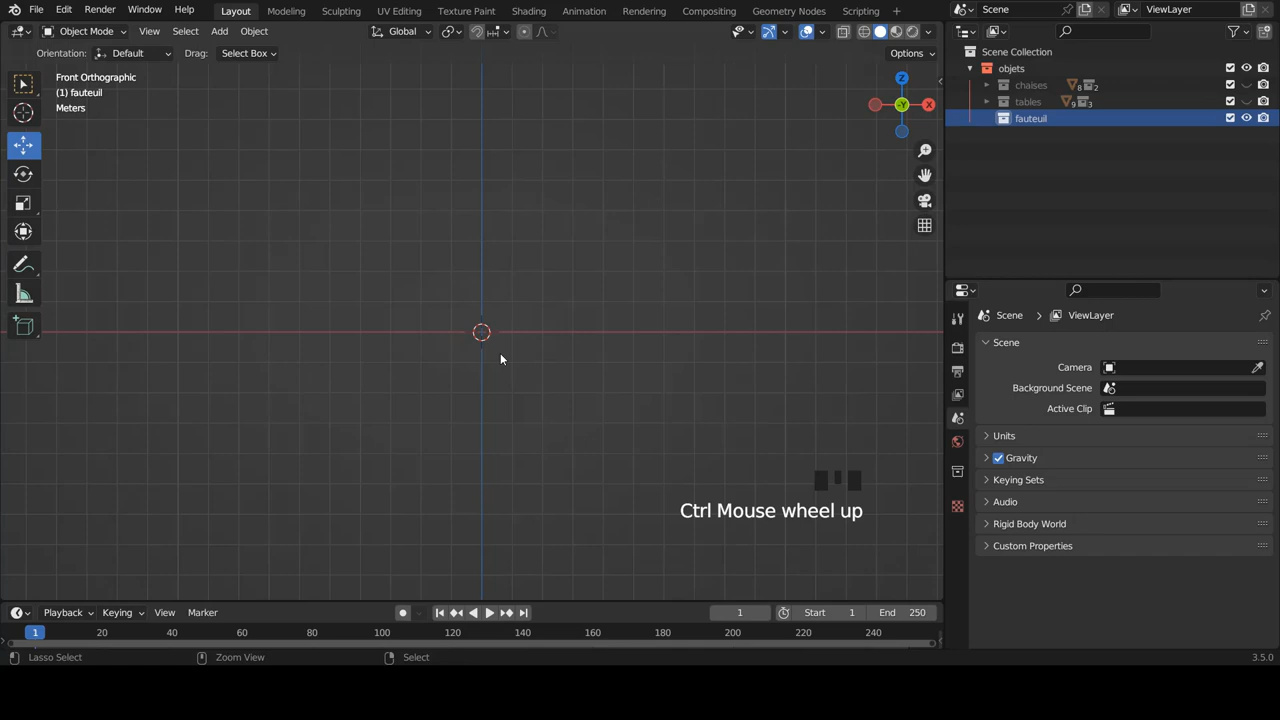 File Edit Render Window Help Layout Modeling Sculpting UV Editing Texture Paint Shading Animation Rendering Compositing Geometry Nodes Scripting + Scene ViewLayer
Object Mode View Select Add Object Global
Orientation: Default Drag: Select Box Options
Front Orthographic
(1) fauteuil
Meters
Z
-Y X
Scene Collection
objets
chaises 8 2
tables 9 3
fauteuil
Scene > ViewLayer
Scene
Camera
Background Scene
Active Clip
Units
Gravity
Keying Sets
Audio
Rigid Body World
Custom Properties
Ctrl Mouse wheel up
Playback Keying View Marker 1 Start 1 End 250
1 20 40 60 80 100 120 140 160 180 200 220 240
Lasso Select Zoom View Select 3.5.0